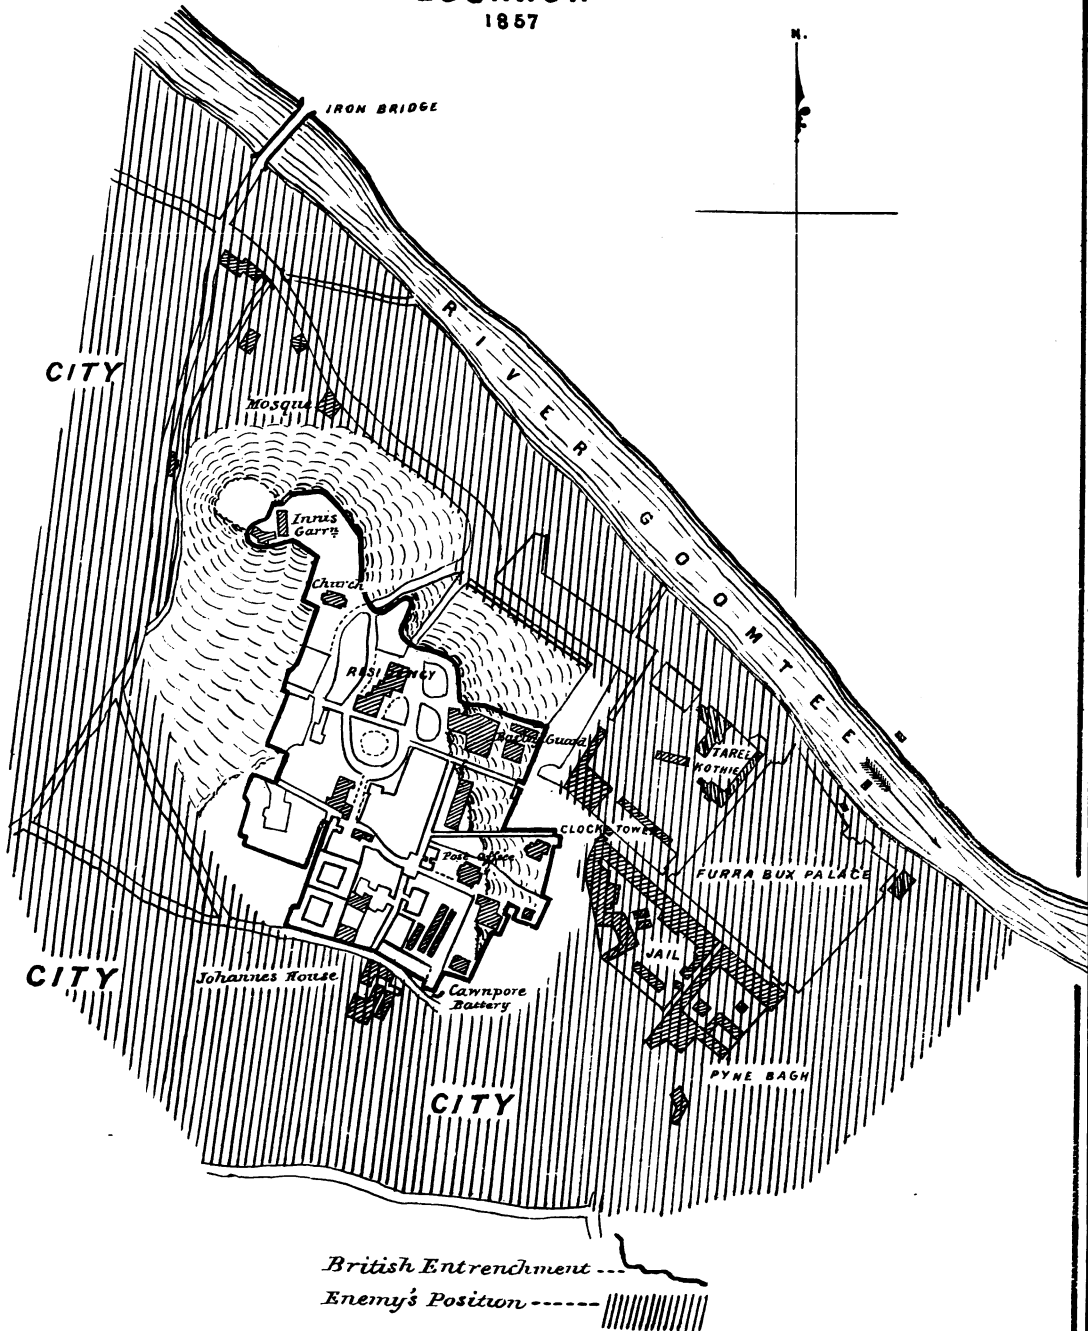 1857
N.
IRON BRIDGE
RIVER GOOMTEE
CITY
Mosque
Innis
Garrn
Church
RESIDENCY
Guard
TAREE
KOTHIE
CLOCK TOWER
Post Office
FURRA BUX PALACE
JAIL
CITY
Johannes House
Cawnpore
Battery
PYNE BAGH
CITY
British Entrenchment
Enemy's Position